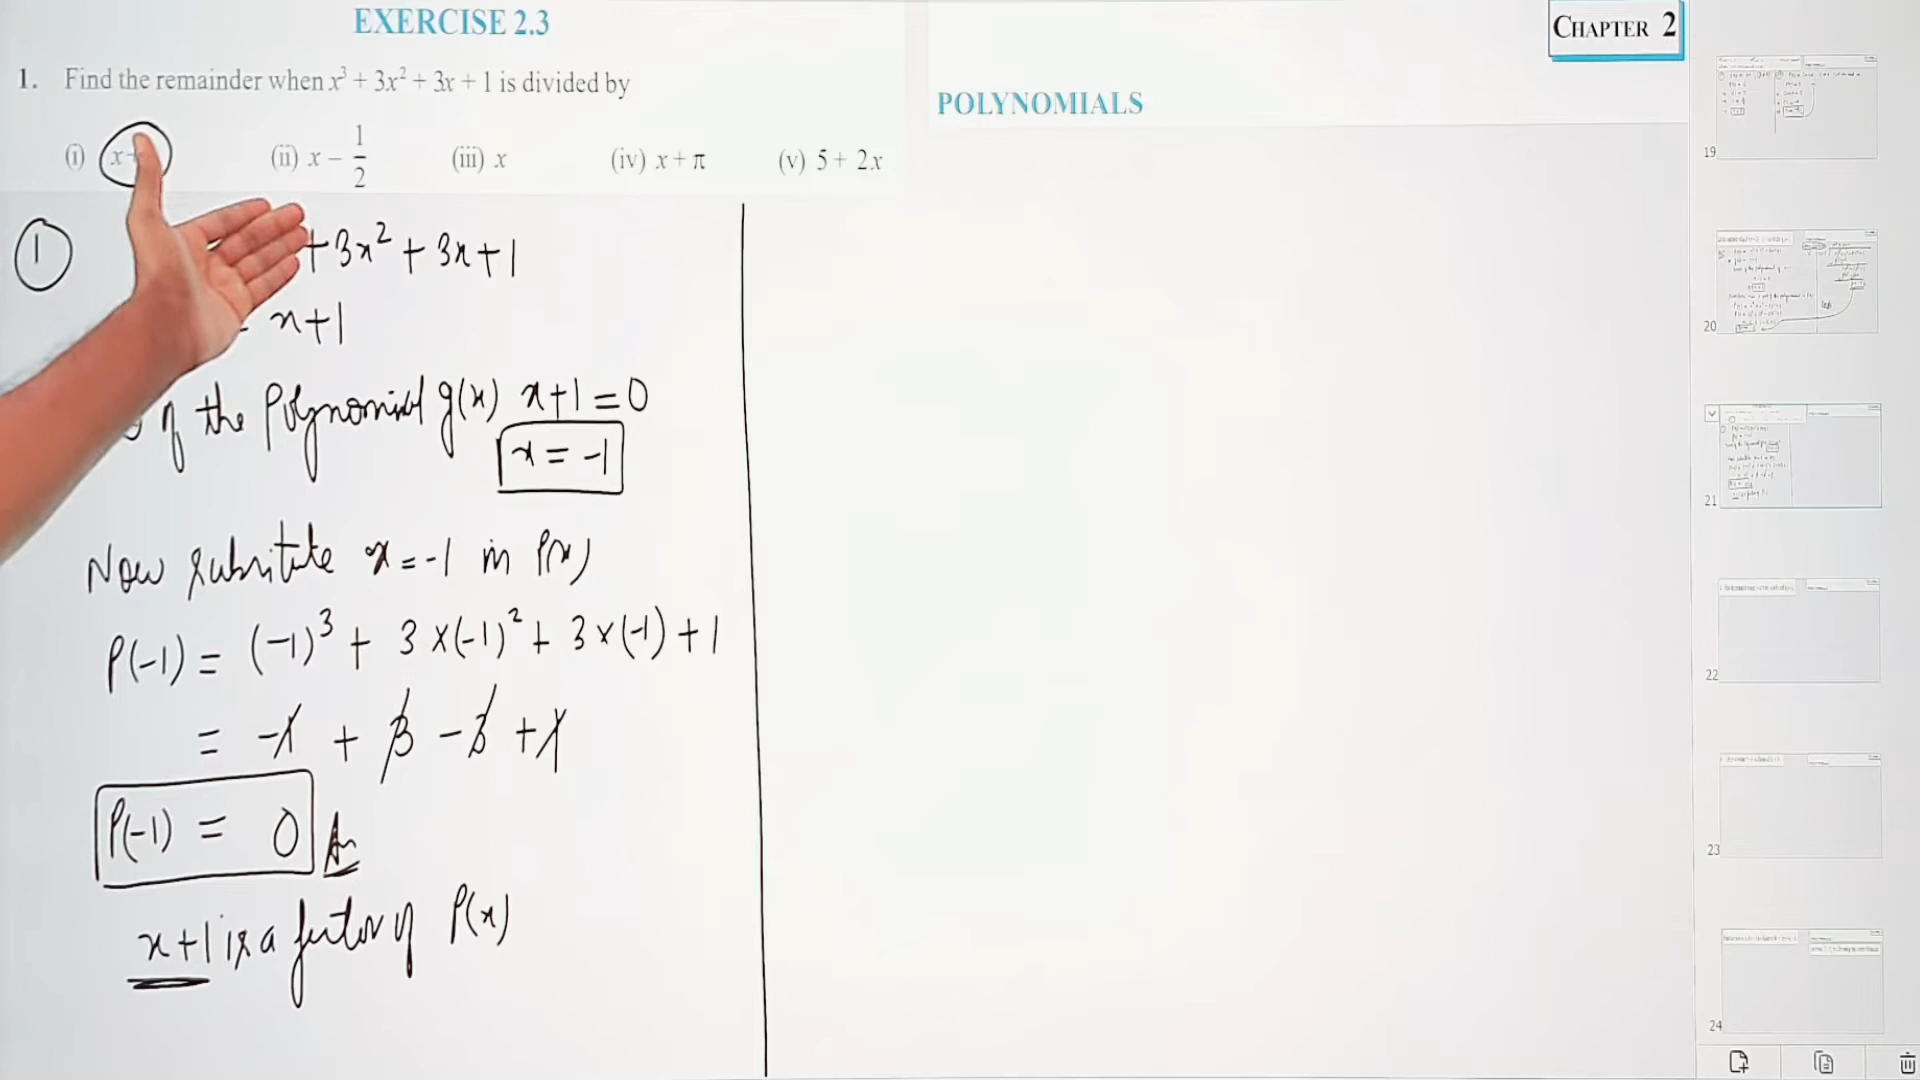 EXERCISE 2.3
CHAPTER 2
1. Find the remainder when x³ + 3x² + 3x + 1 is divided by
POLYNOMIALS
(i) x+ (ii) x – 1/2 (iii) x (iv) x + π (v) 5 + 2x
1
+ 3x² + 3x + 1
x+1
of the Polynomial g(x) x+1 = 0
x = -1
Now substitute x = -1 in P(x)
P(-1) = (-1)³ + 3 x(-1)² + 3 x (-1) + 1
= -1 + 3 - 3 + 1
P(-1) = 0 An
x+1 is a factor of P(x)
19
20
21
22
23
24